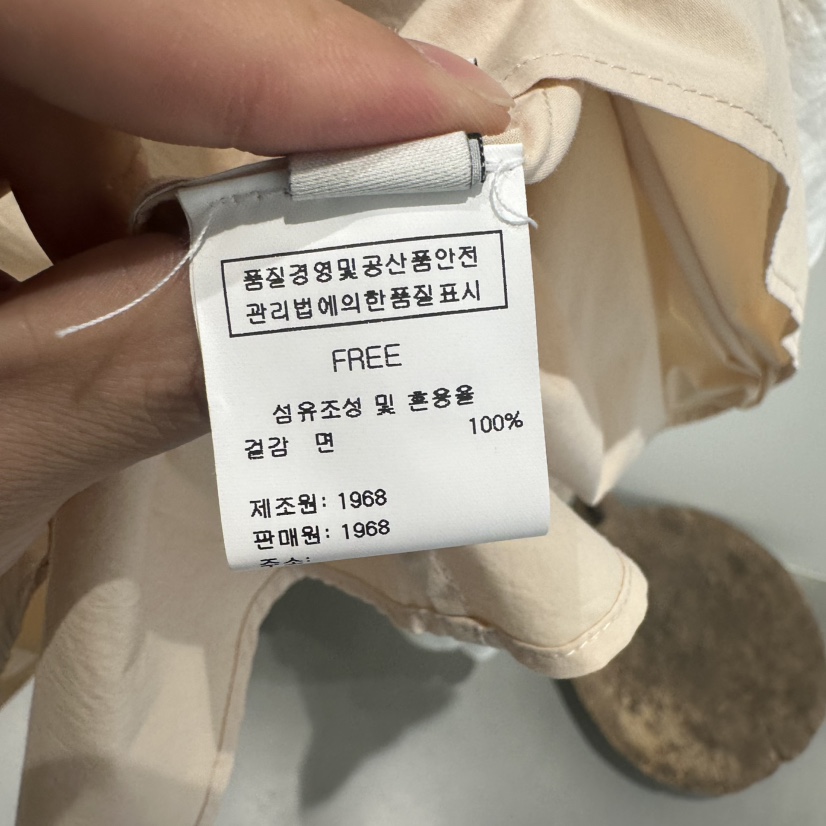 품질경영및공산품안전
관리법에의한품질표시
FREE
섬유조성 및 혼용율
겉감 면 100%
제조원: 1968
판매원: 1968
주소: